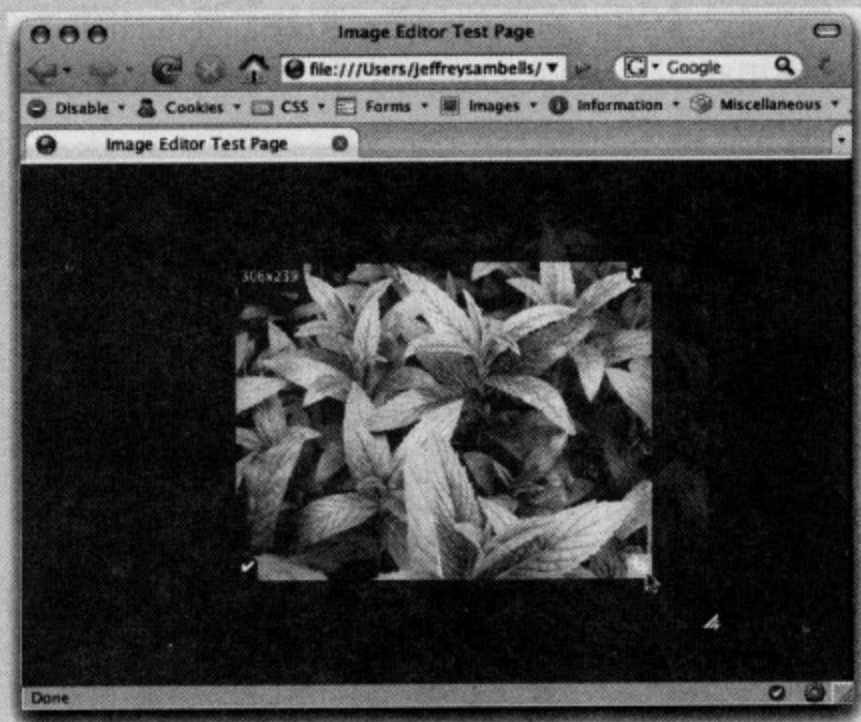 Image Editor Test Page
file:///Users/jeffreysambells/ Google
Disable Cookies CSS Forms Images Information Miscellaneous
Image Editor Test Page
306x239
Done